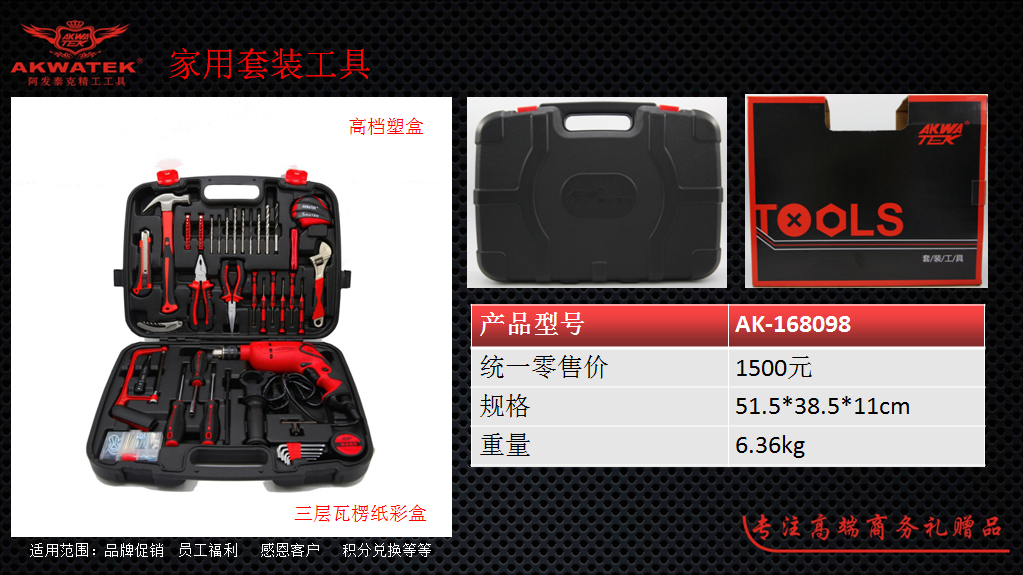 AKWA
TEK
AKWATEK®
阿发泰克精工工具
家用套装工具
高档塑盒
三层瓦楞纸彩盒
AKWA
TEK
TOOLS
套/装/工/具
产品型号 AK-168098
统一零售价 1500元
规格 51.5*38.5*11cm
重量 6.36kg
适用范围：品牌促销 员工福利 感恩客户 积分兑换等等
专注高端商务礼赠品